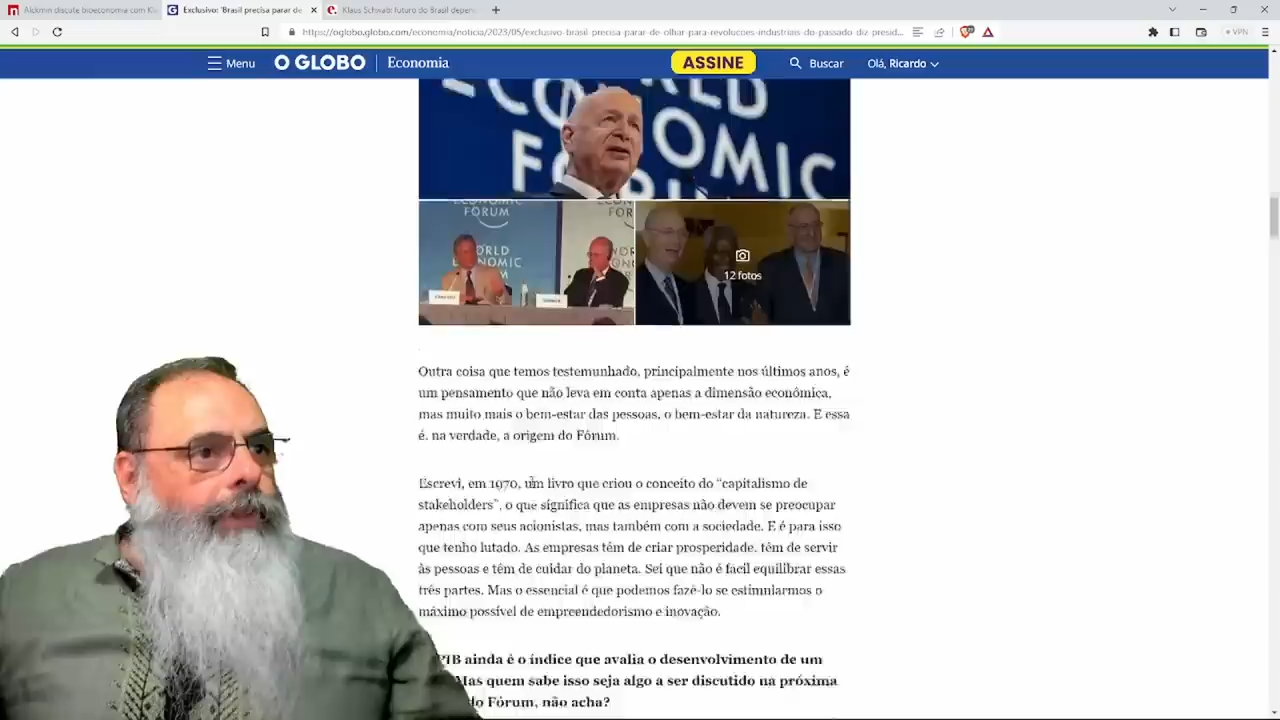 Alckmin discute bioeconomia com Kl
Exclusivo: 'Brasil precisa parar de
Klaus Schwab: futuro do Brasil depen
https://oglobo.globo.com/economia/noticia/2023/05/exclusivo-brasil-precisa-parar-de-olhar-para-revolucoes-industriais-do-passado-diz-presid...
VPN
Menu
O GLOBO
Economia
ASSINE
Buscar
Olá, Ricardo
ECONOMIC
WORLD
ECONOMIC
FORUM
WORLD
ECONOMIC
12 fotos
Outra coisa que temos testemunhado, principalmente nos últimos anos, é
um pensamento que não leva em conta apenas a dimensão econômica,
mas muito mais o bem-estar das pessoas, o bem-estar da natureza. E essa
é, na verdade, a origem do Fórum.
Escrevi, em 1970, um livro que criou o conceito do "capitalismo de
stakeholders", o que significa que as empresas não devem se preocupar
apenas com seus acionistas, mas também com a sociedade. E é para isso
que tenho lutado. As empresas têm de criar prosperidade, têm de servir
às pessoas e têm de cuidar do planeta. Sei que não é fácil equilibrar essas
três partes. Mas o essencial é que podemos fazê-lo se estimularmos o
máximo possível de empreendedorismo e inovação.
PIB ainda é o índice que avalia o desenvolvimento de um
Mas quem sabe isso seja algo a ser discutido na próxima
do Fórum, não acha?